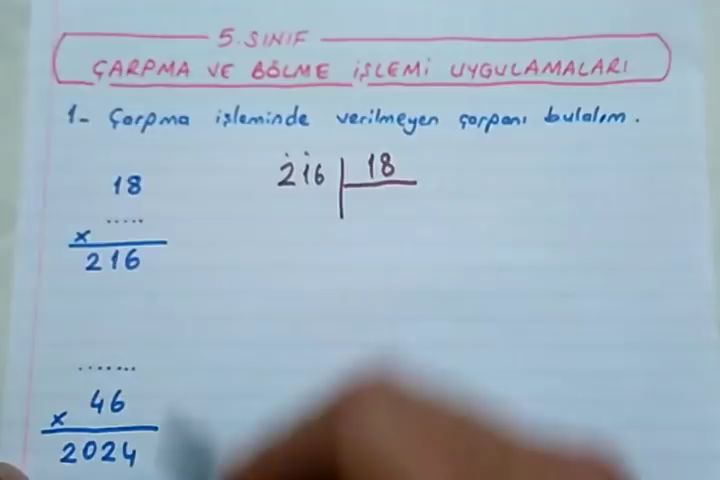 5. SINIF
ÇARPMA VE BÖLME İŞLEMİ UYGULAMALARI
1- Çarpma işleminde verilmeyen çarpanı bulalım.
18
.....
x
216
216 | 18
.......
x 46
2024